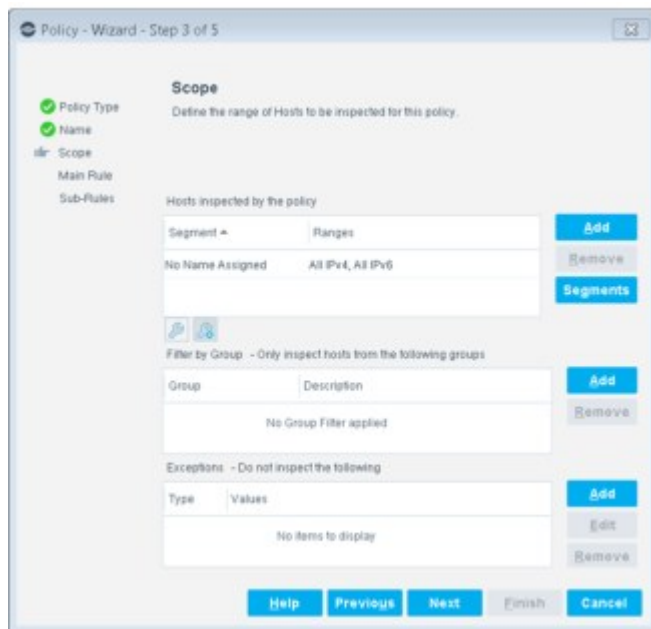 Policy - Wizard - Step 3 of 5
Policy Type
Name
Scope
Main Rule
Sub-Rules
Scope
Define the range of Hosts to be inspected for this policy.
Hosts inspected by the policy
Segment Ranges
No Name Assigned All IPv4, All IPv6
Add
Remove
Segments
Filter by Group - Only inspect hosts from the following groups
Group Description
No Group Filter applied
Add
Remove
Exceptions - Do not inspect the following
Type Values
No items to display
Add
Edit
Remove
Help Previous Next Finish Cancel